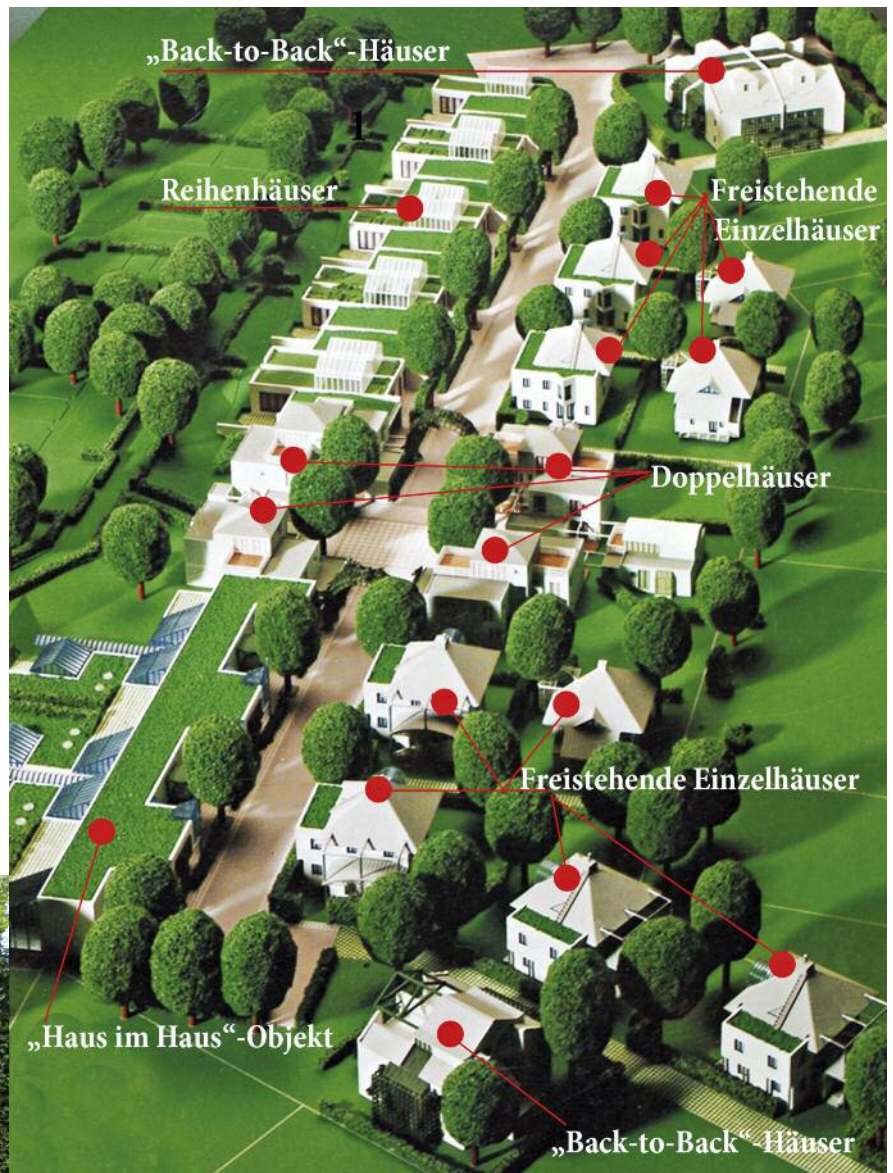 „Back-to-Back“-Häuser
1
Reihenhäuser
Freistehende
Einzelhäuser
Doppelhäuser
Freistehende Einzelhäuser
„Haus im Haus“-Objekt
„Back-to-Back“-Häuser